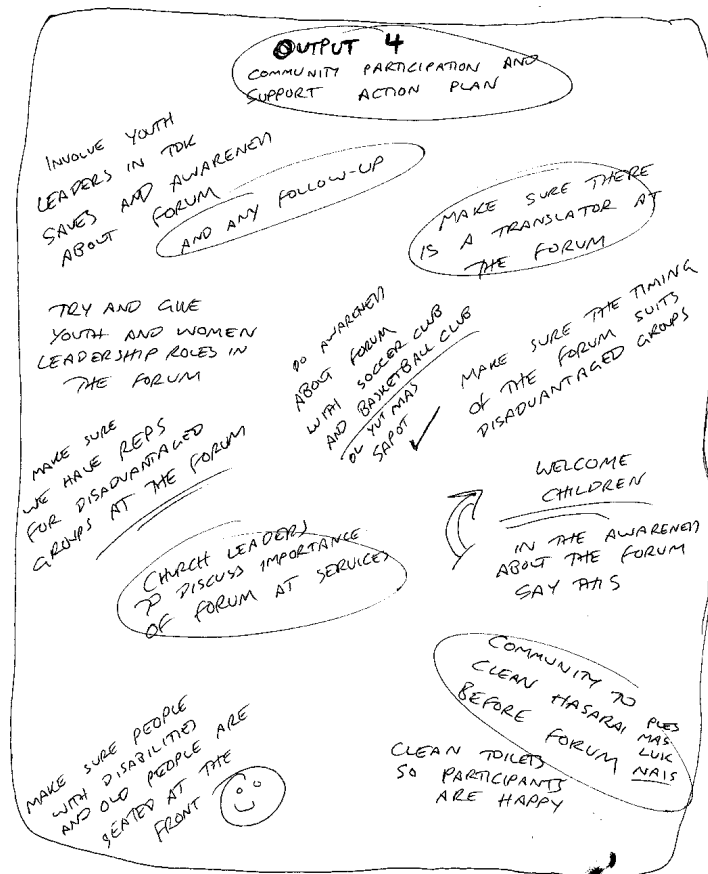 OUTPUT 4
COMMUNITY PARTICIPATION AND
SUPPORT ACTION PLAN
INVOLVE YOUTH
LEADERS IN TOK
SAVES AND AWARENESS
ABOUT FORUM
AND ANY FOLLOW-UP
MAKE SURE THERE
IS A TRANSLATOR AT
THE FORUM
TRY AND GIVE
YOUTH AND WOMEN
LEADERSHIP ROLES IN
THE FORUM
DO AWARENESS
ABOUT FORUM
WITH SOCCER CLUB
AND BASKETBALL CLUB
OL YUT MAS
SAPOT
MAKE SURE THE TIMING
OF THE FORUM SUITS
DISADVANTAGED GROUPS
MAKE SURE
WE HAVE REPS
FOR DISADVANTAGED
GROUPS AT THE FORUM
WELCOME
CHILDREN
IN THE AWARENESS
ABOUT THE FORUM
SAY THIS
CHURCH LEADERS
TO DISCUSS IMPORTANCE
OF FORUM AT SERVICES
COMMUNITY TO
CLEAN HASARAI
BEFORE FORUM
PLES
MAS
LUK
NAIS
CLEAN TOILETS
SO PARTICIPANTS
ARE HAPPY
MAKE SURE PEOPLE
WITH DISABILITIES
AND OLD PEOPLE ARE
SEATED AT THE
FRONT